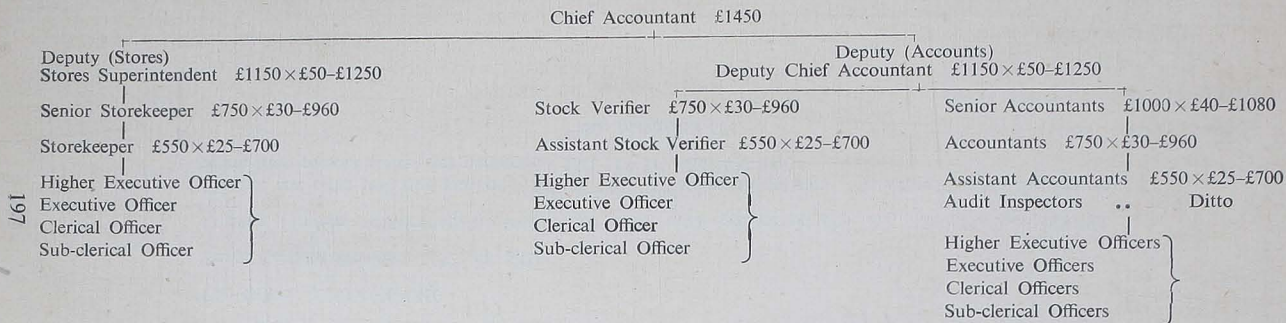 Chief Accountant £1450
Deputy (Stores)
Stores Superintendent £1150×£50–£1250
Senior Storekeeper £750×£30–£960
Storekeeper £550×£25–£700
Higher Executive Officer
Executive Officer
Clerical Officer
Sub-clerical Officer
Deputy (Accounts)
Deputy Chief Accountant £1150×£50–£1250
Stock Verifier £750×£30–£960
Assistant Stock Verifier £550×£25–£700
Higher Executive Officer
Executive Officer
Clerical Officer
Sub-clerical Officer
Senior Accountants £1000×£40–£1080
Accountants £750×£30–£960
Assistant Accountants £550×£25–£700
Audit Inspectors .. Ditto
Higher Executive Officers
Executive Officers
Clerical Officers
Sub-clerical Officers
197